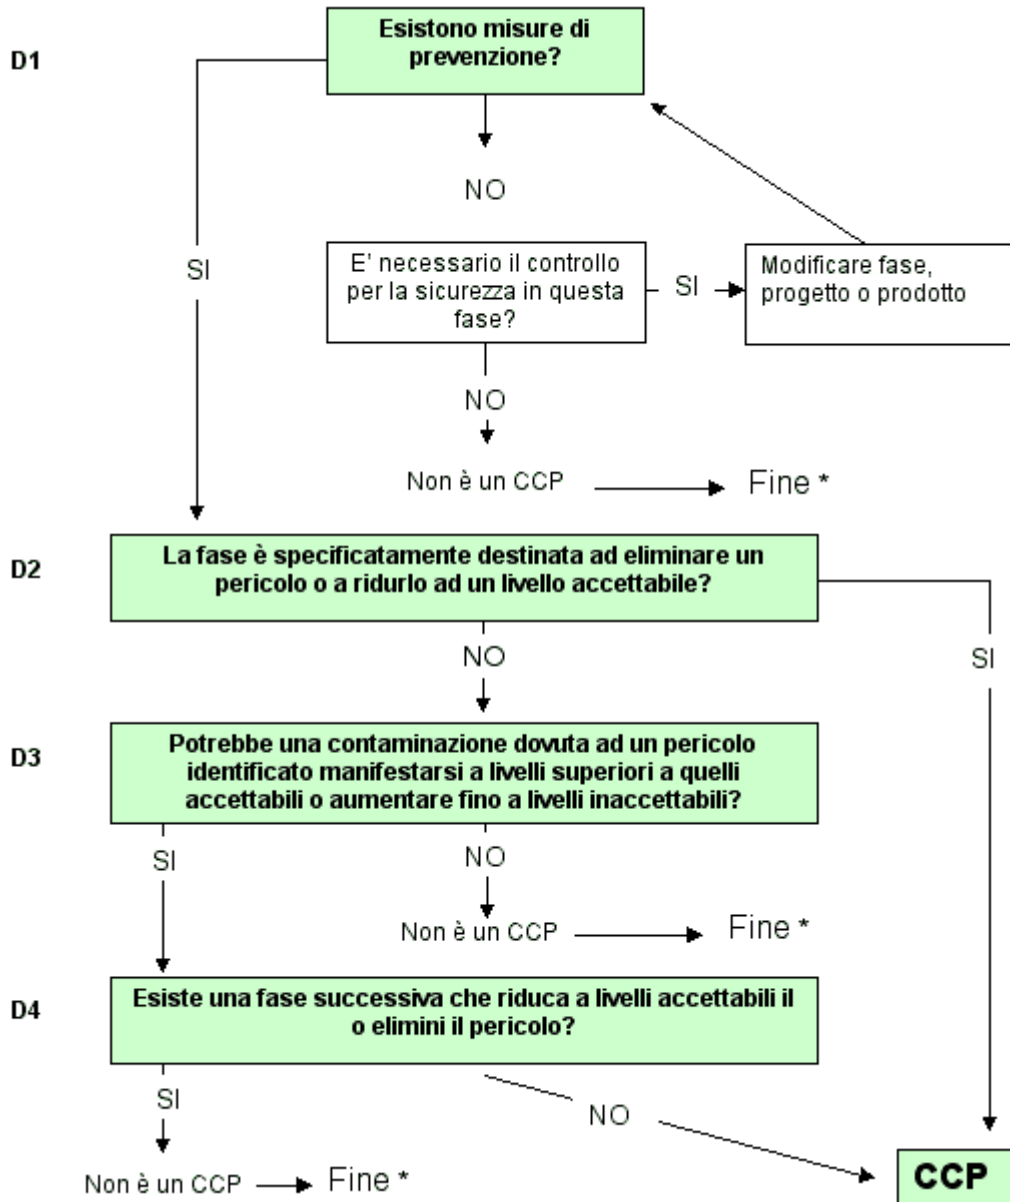 D1
Esistono misure di
prevenzione?
NO
SI
E' necessario il controllo
per la sicurezza in questa
fase?
SI
Modificare fase,
progetto o prodotto
NO
Non è un CCP
Fine *
D2
La fase è specificatamente destinata ad eliminare un
pericolo o a ridurlo ad un livello accettabile?
NO
SI
D3
Potrebbe una contaminazione dovuta ad un pericolo
identificato manifestarsi a livelli superiori a quelli
accettabili o aumentare fino a livelli inaccettabili?
SI
NO
Non è un CCP
Fine *
D4
Esiste una fase successiva che riduca a livelli accettabili il
o elimini il pericolo?
SI
NO
Non è un CCP
Fine *
CCP